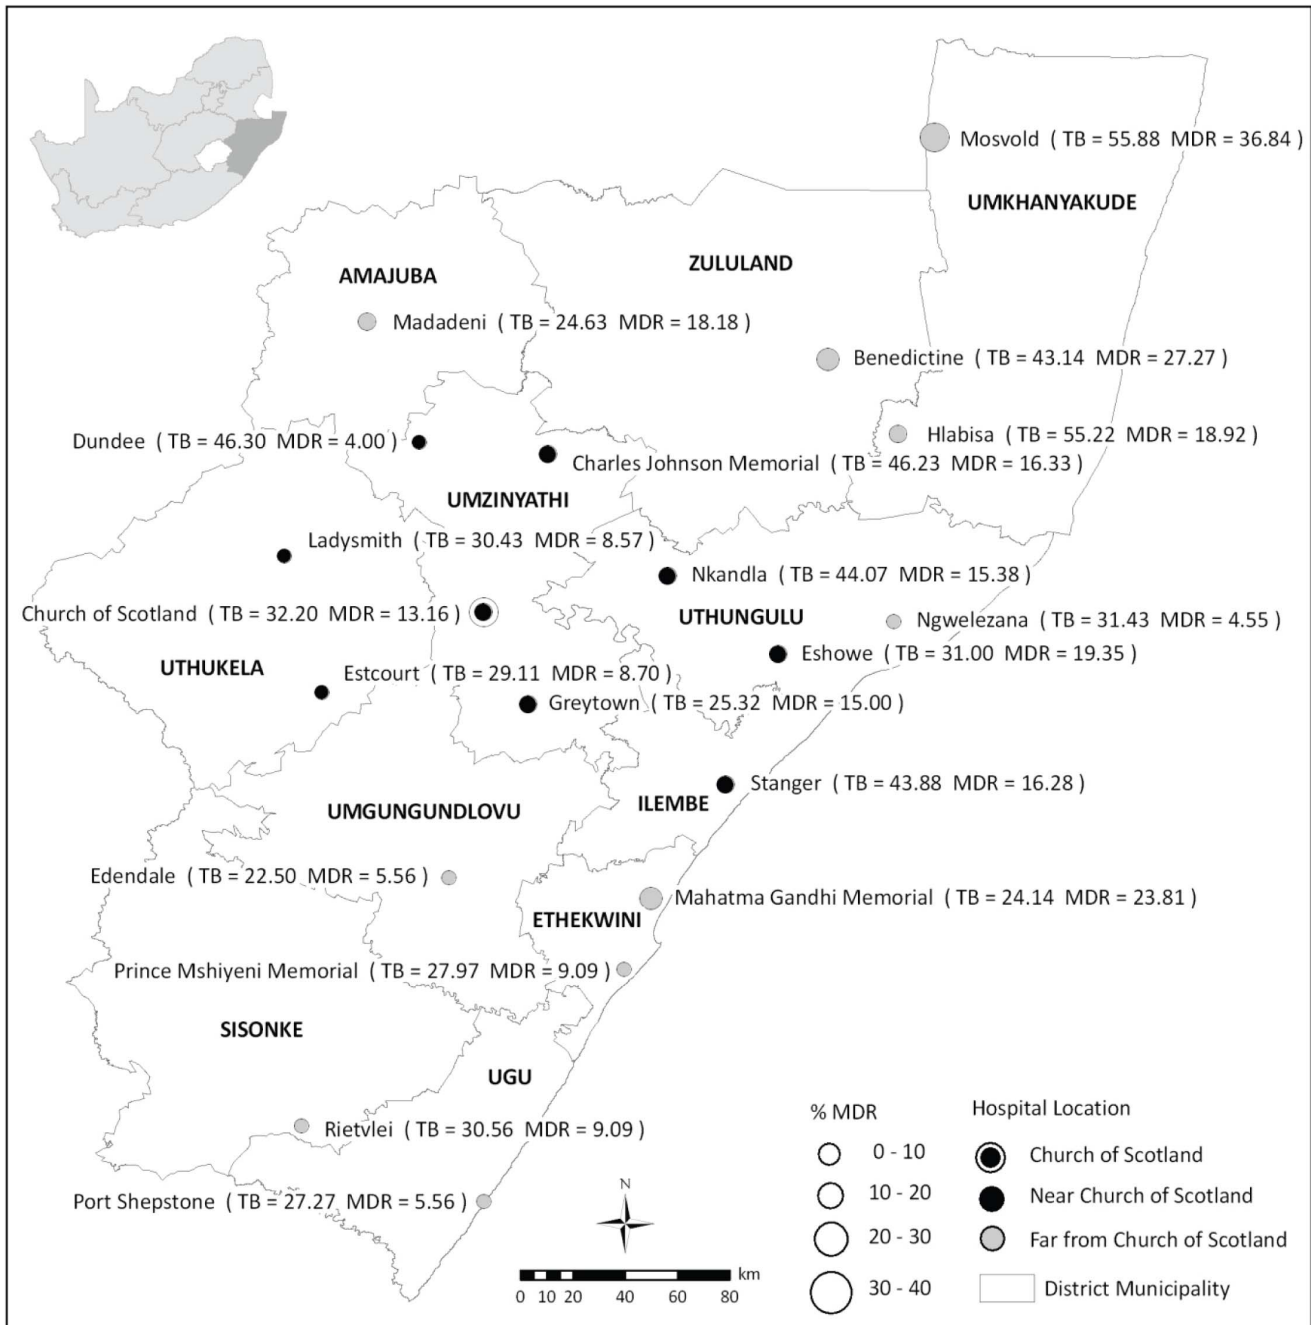 Mosvold ( TB = 55.88 MDR = 36.84 )
UMKHANYAKUDE
ZULULAND
AMAJUBA
Madadeni ( TB = 24.63 MDR = 18.18 )
Benedictine ( TB = 43.14 MDR = 27.27 )
Dundee ( TB = 46.30 MDR = 4.00 )
Hlabisa ( TB = 55.22 MDR = 18.92 )
Charles Johnson Memorial ( TB = 46.23 MDR = 16.33 )
UMZINYATHI
Ladysmith ( TB = 30.43 MDR = 8.57 )
Nkandla ( TB = 44.07 MDR = 15.38 )
Church of Scotland ( TB = 32.20 MDR = 13.16 )
UTHUNGULU
Ngwelezana ( TB = 31.43 MDR = 4.55 )
Eshowe ( TB = 31.00 MDR = 19.35 )
UTHUKELA
Estcourt ( TB = 29.11 MDR = 8.70 )
Greytown ( TB = 25.32 MDR = 15.00 )
Stanger ( TB = 43.88 MDR = 16.28 )
ILEMBE
UMGUNGUNDLOVU
Edendale ( TB = 22.50 MDR = 5.56 )
Mahatma Gandhi Memorial ( TB = 24.14 MDR = 23.81 )
ETHEKWINI
Prince Mshiyeni Memorial ( TB = 27.97 MDR = 9.09 )
SISONKE
UGU
Rietvlei ( TB = 30.56 MDR = 9.09 )
Port Shepstone ( TB = 27.27 MDR = 5.56 )
N
km
0 10 20 40 60 80
% MDR
0 - 10
10 - 20
20 - 30
30 - 40
Hospital Location
Church of Scotland
Near Church of Scotland
Far from Church of Scotland
District Municipality